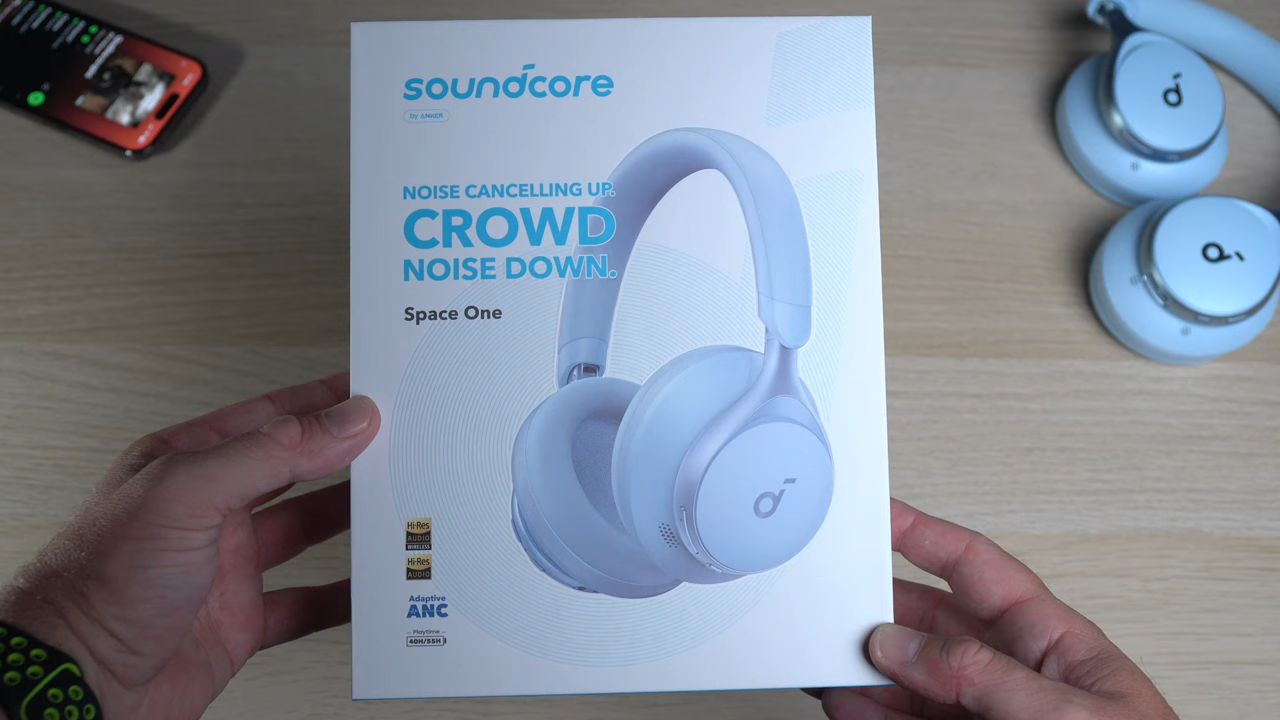 soundcore
by ANKER
NOISE CANCELLING UP.
CROWD
NOISE DOWN.
Space One
Hi-Res
AUDIO
WIRELESS
Hi-Res
AUDIO
Adaptive
ANC
Playtime
40H/55H